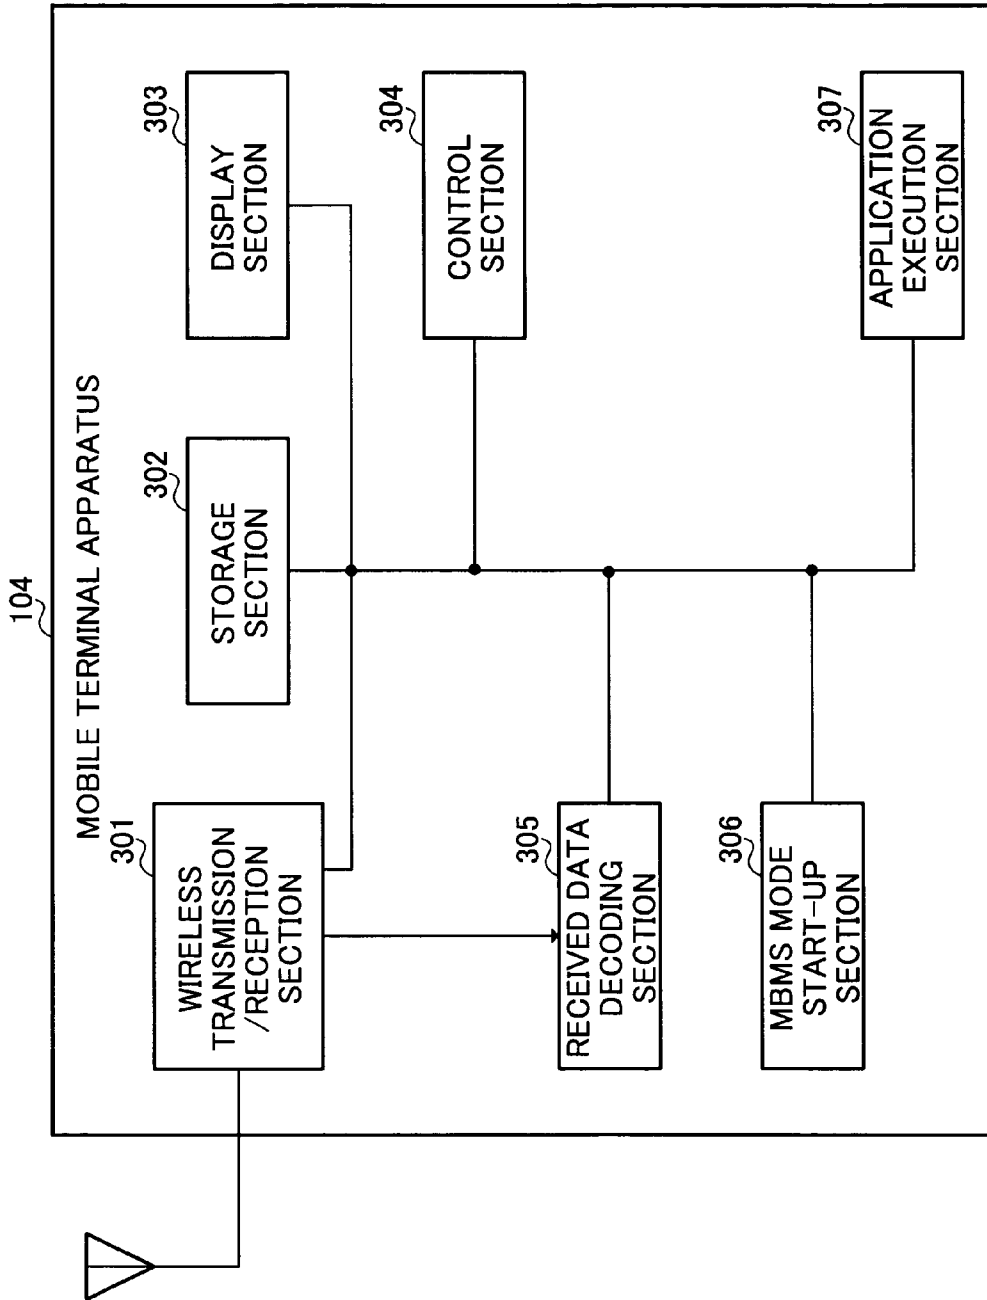 104
MOBILE TERMINAL APPARATUS
301
WIRELESS
TRANSMISSION
/RECEPTION
SECTION
302
STORAGE
SECTION
303
DISPLAY
SECTION
304
CONTROL
SECTION
305
RECEIVED DATA
DECODING
SECTION
306
MBMS MODE
START-UP
SECTION
307
APPLICATION
EXECUTION
SECTION